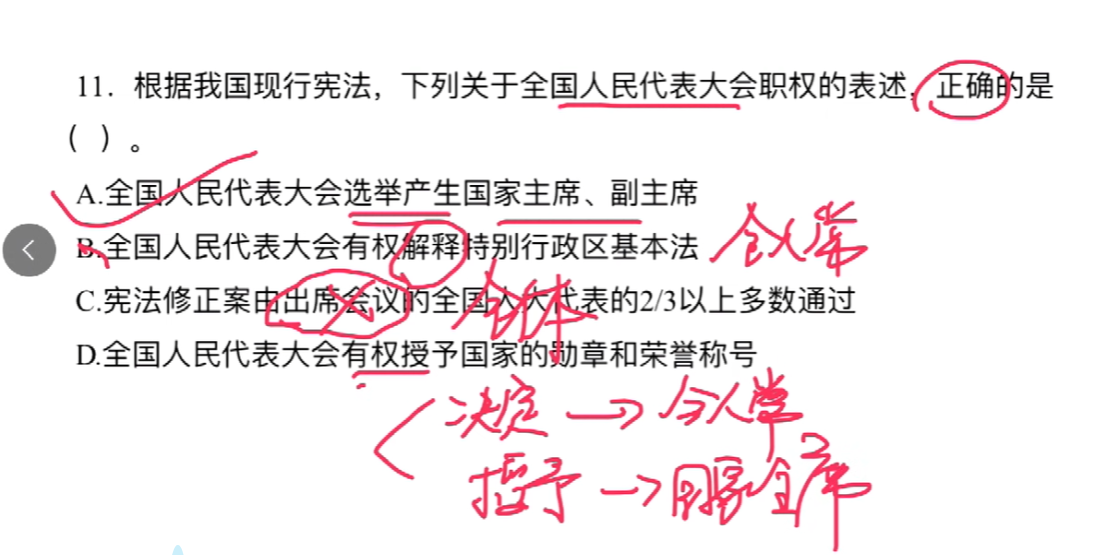 11. 根据我国现行宪法，下列关于全国人民代表大会职权的表述，正确的是
（ ）。
A.全国人民代表大会选举产生国家主席、副主席
B.全国人民代表大会有权解释特别行政区基本法 全人常
C.宪法修正案由出席会议的全国人大代表的2/3以上多数通过
全体
D.全国人民代表大会有权授予国家的勋章和荣誉称号
决定 → 全人常
授予 → 国家主席